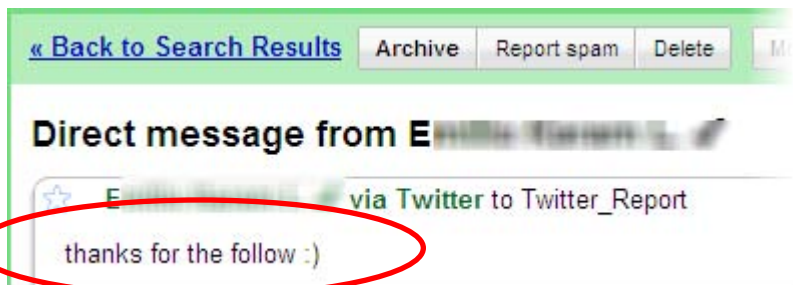 « Back to Search Results Archive Report spam Delete
Direct message from E
E via Twitter to Twitter_Report
thanks for the follow :)